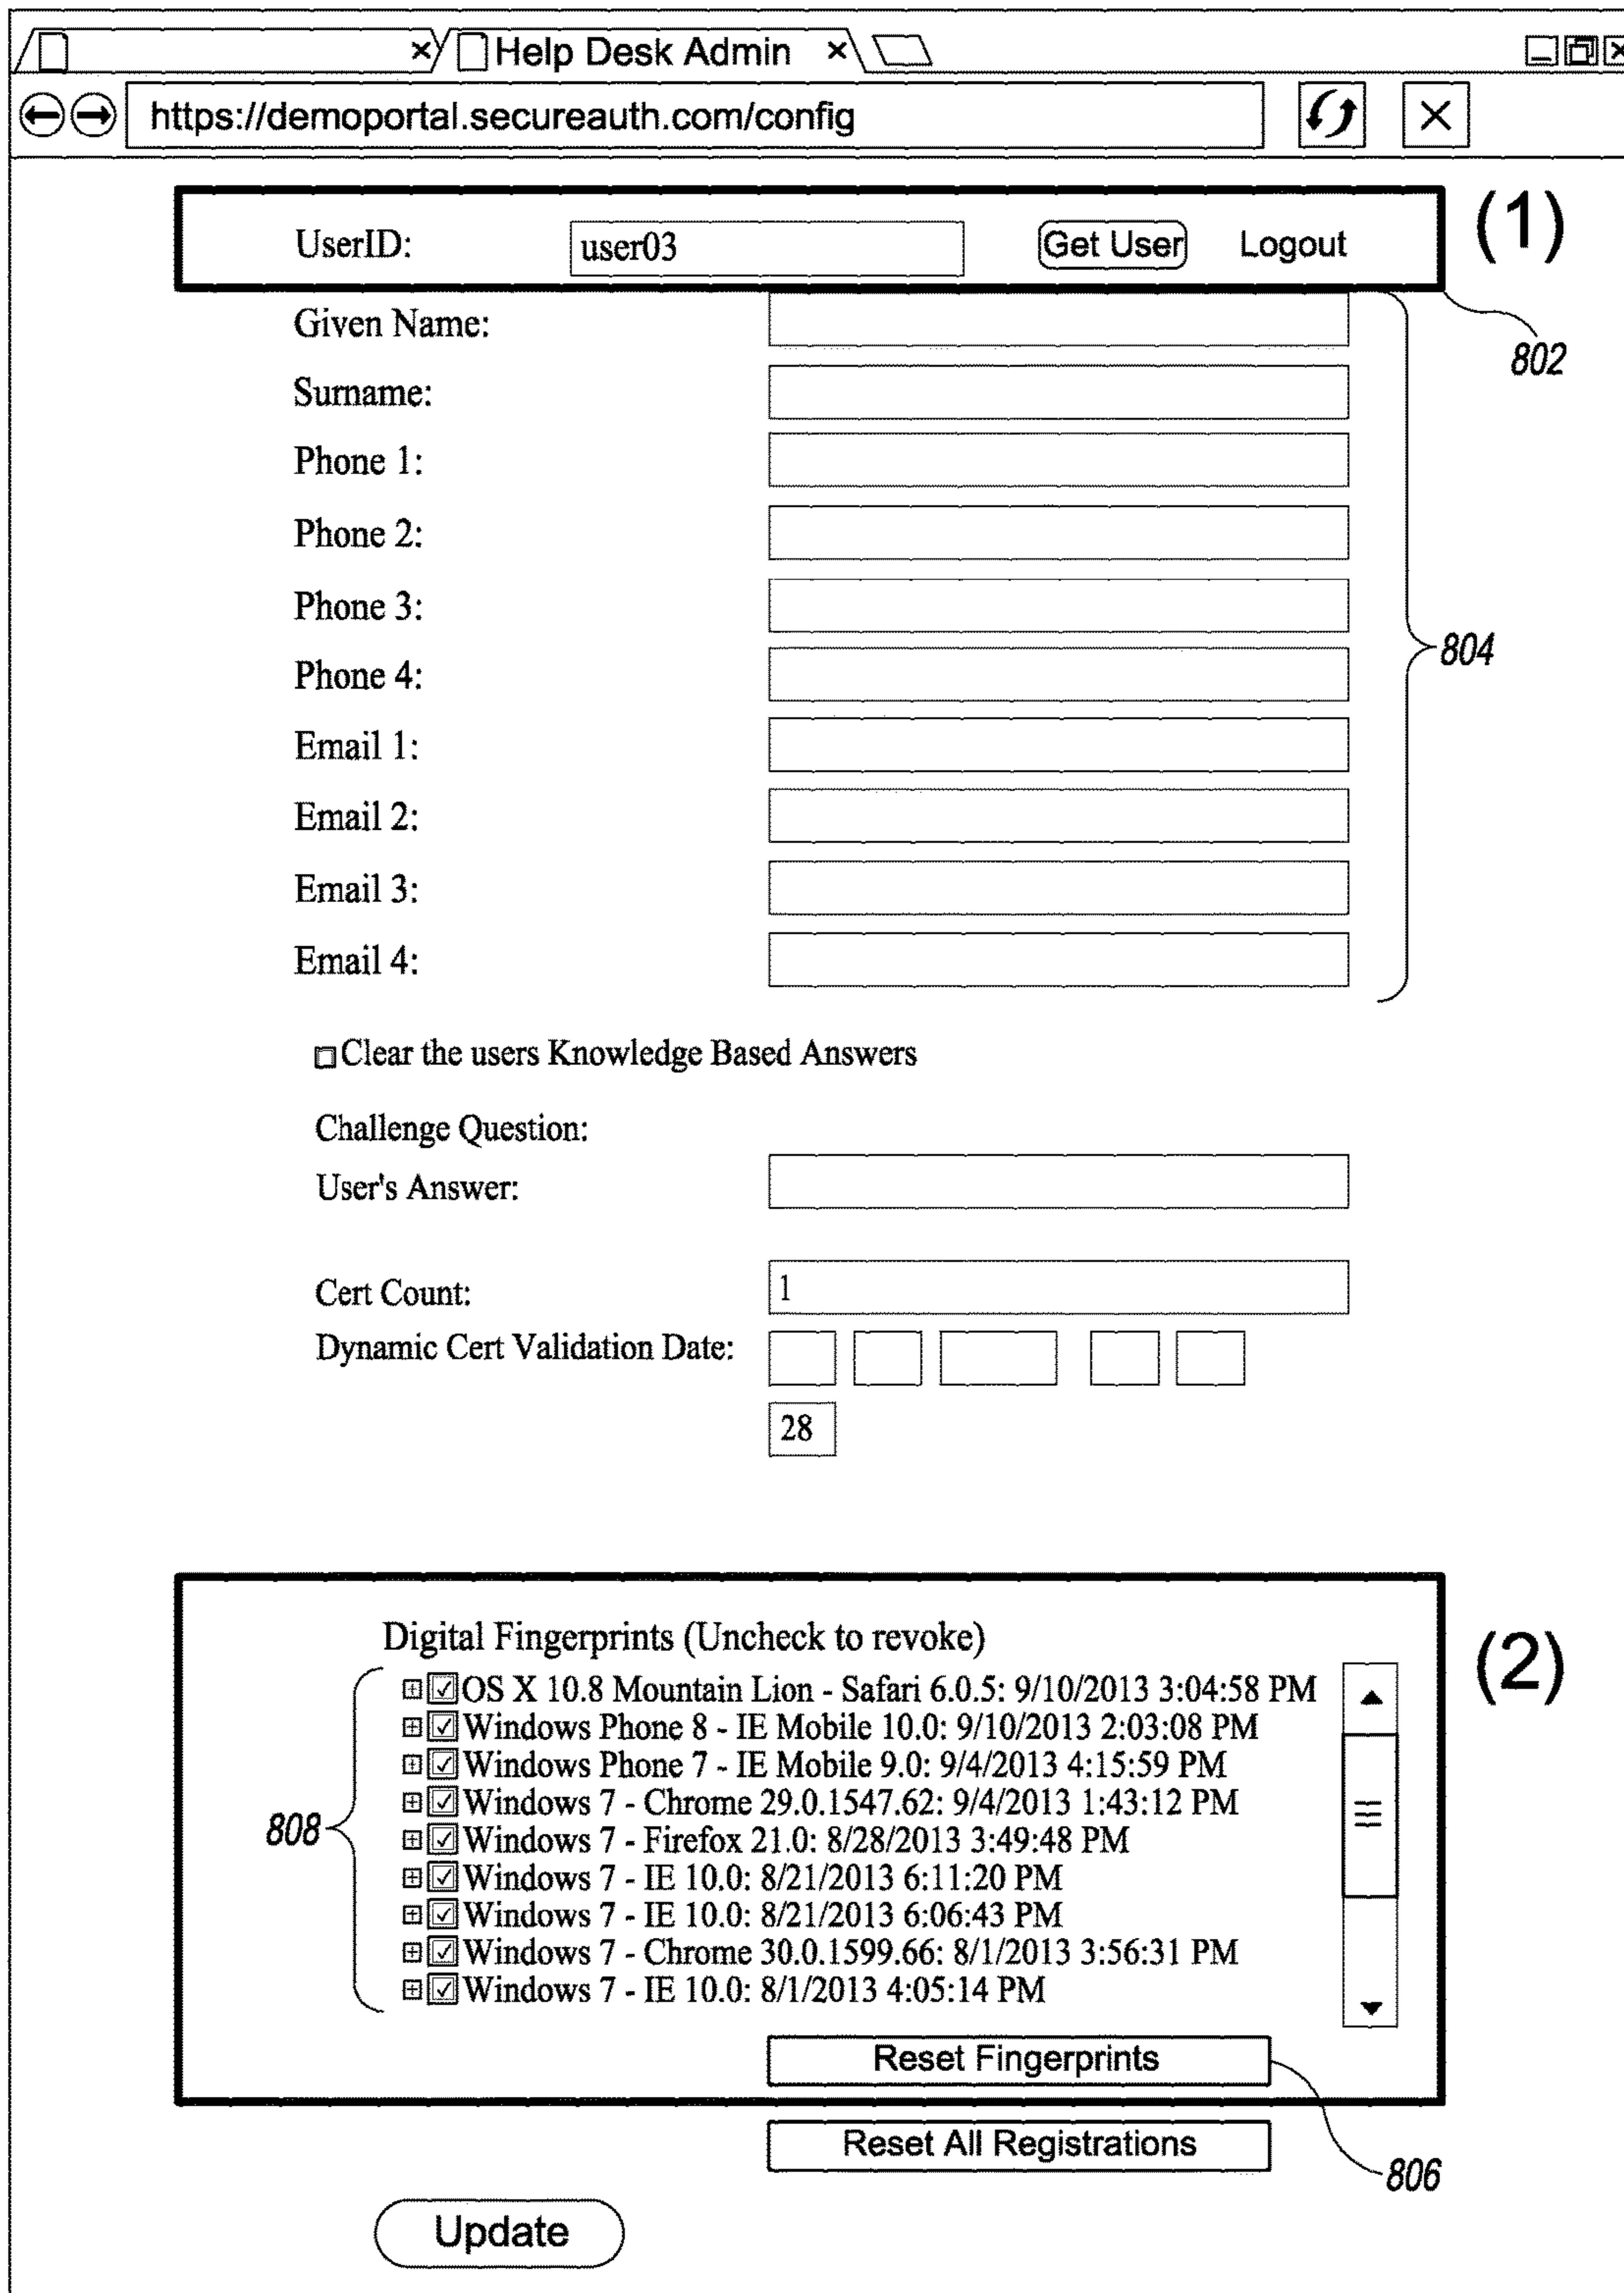 Help Desk Admin
https://demoportal.secureauth.com/config
UserID: user03 Get User Logout (1)
802
Given Name:
Surname:
Phone 1:
Phone 2:
Phone 3:
Phone 4:
804
Email 1:
Email 2:
Email 3:
Email 4:
Clear the users Knowledge Based Answers
Challenge Question:
User's Answer:
Cert Count: 1
Dynamic Cert Validation Date:
28
Digital Fingerprints (Uncheck to revoke)
(2)
OS X 10.8 Mountain Lion - Safari 6.0.5: 9/10/2013 3:04:58 PM
Windows Phone 8 - IE Mobile 10.0: 9/10/2013 2:03:08 PM
Windows Phone 7 - IE Mobile 9.0: 9/4/2013 4:15:59 PM
Windows 7 - Chrome 29.0.1547.62: 9/4/2013 1:43:12 PM
808
Windows 7 - Firefox 21.0: 8/28/2013 3:49:48 PM
Windows 7 - IE 10.0: 8/21/2013 6:11:20 PM
Windows 7 - IE 10.0: 8/21/2013 6:06:43 PM
Windows 7 - Chrome 30.0.1599.66: 8/1/2013 3:56:31 PM
Windows 7 - IE 10.0: 8/1/2013 4:05:14 PM
Reset Fingerprints
Reset All Registrations
806
Update